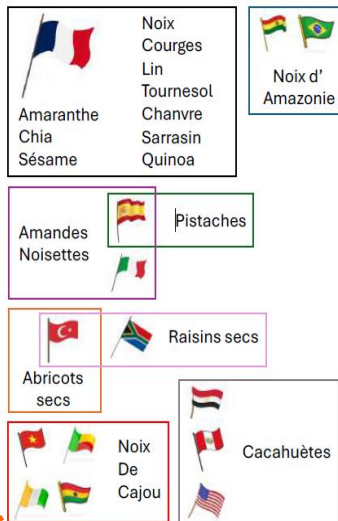 Noix
Courges
Lin
Tournesol
Amaranthe
Chanvre
Chia
Sarrasin
Sésame
Quinoa
Noix d’
Amazonie
Amandes
Noisettes
Pistaches
Raisins secs
Abricots
secs
Noix
De
Cajou
Cacahuètes